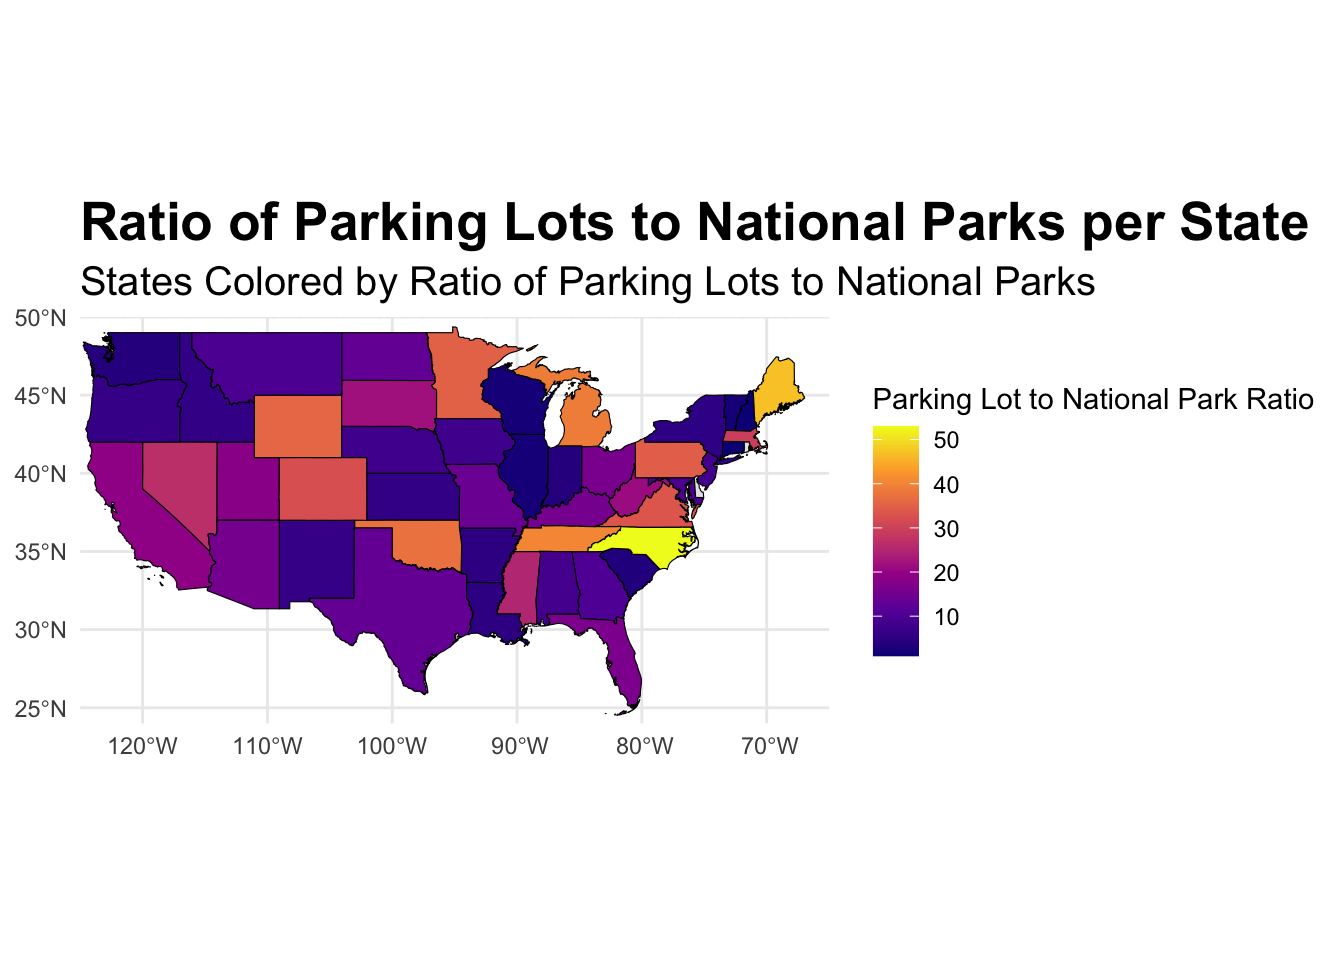 Ratio of Parking Lots to National Parks per State
States Colored by Ratio of Parking Lots to National Parks
50°N
45°N
40°N
35°N
30°N
25°N
120°W 110°W 100°W 90°W 80°W 70°W
Parking Lot to National Park Ratio
50
40
30
20
10